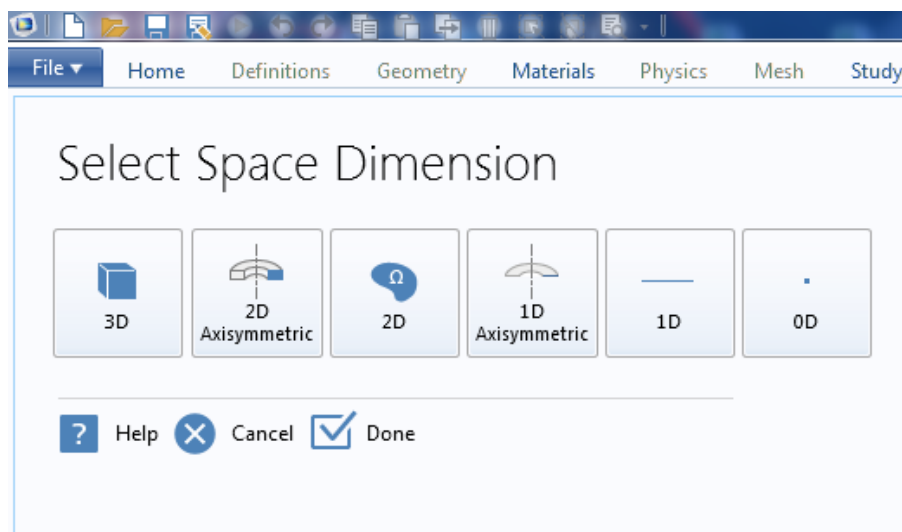 File Home Definitions Geometry Materials Physics Mesh Study
Select Space Dimension
Ω
3D
2D
Axisymmetric
2D
1D
Axisymmetric
1D
0D
? Help Cancel Done